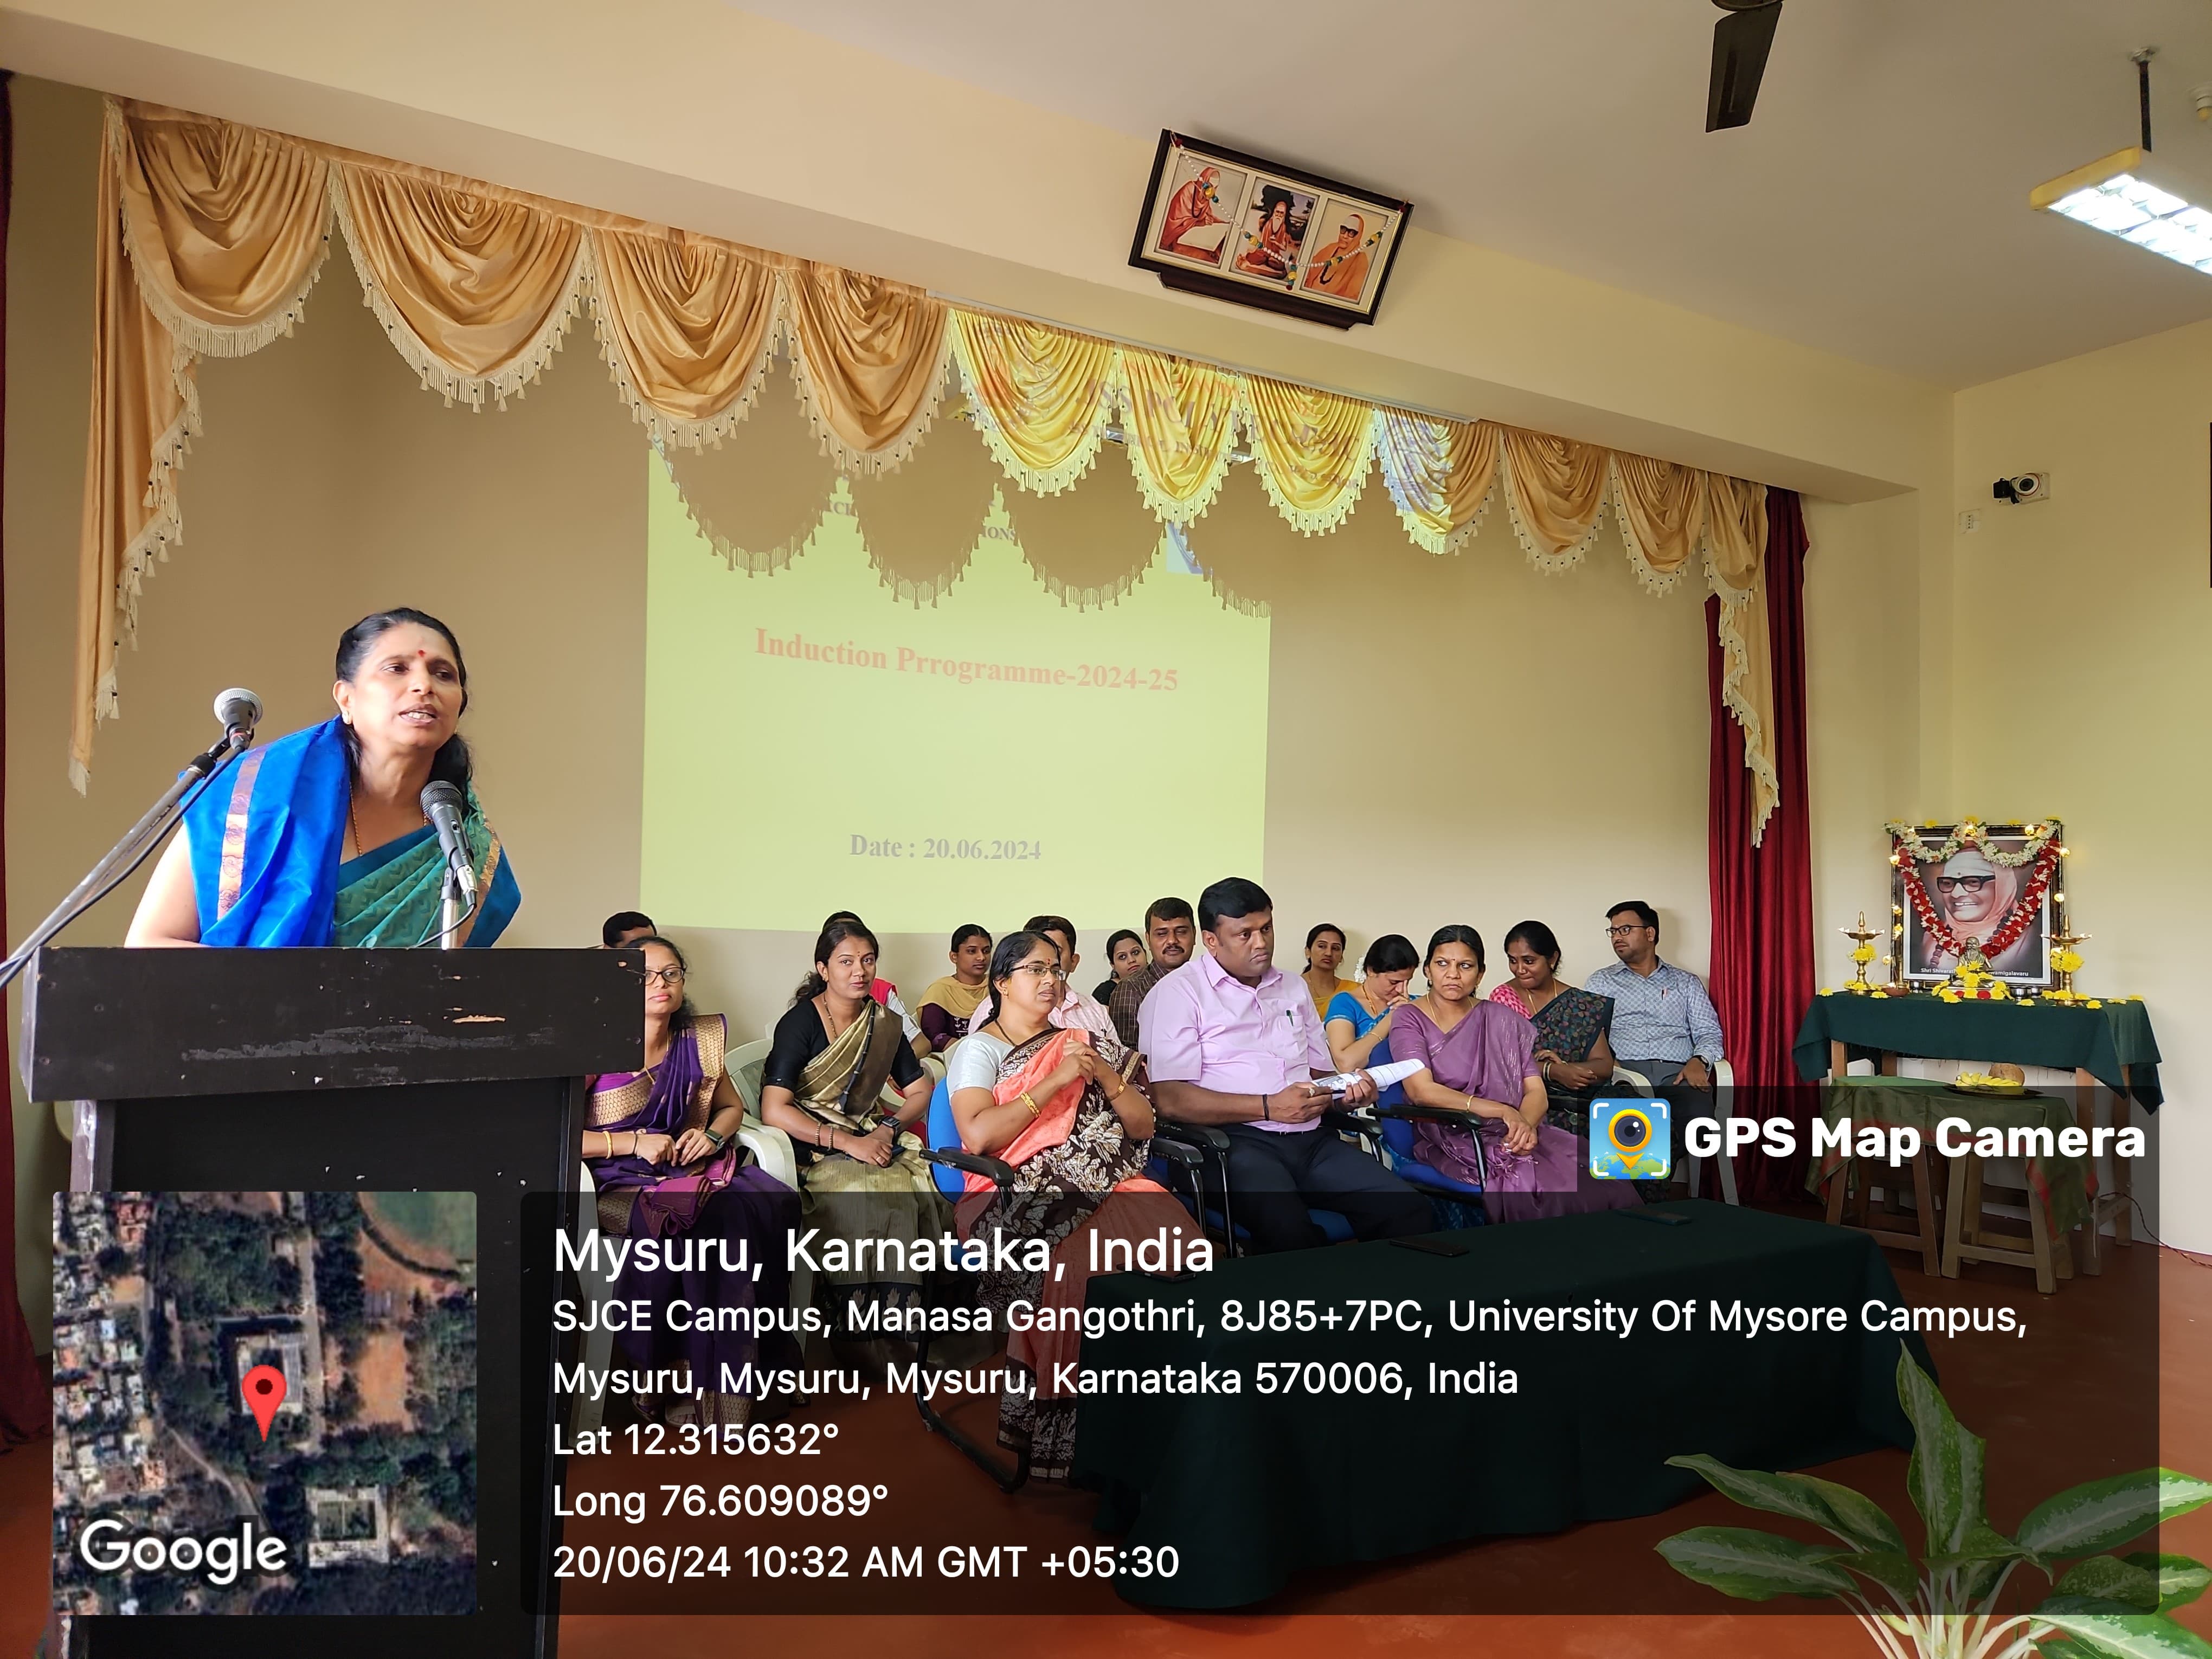 Induction Prrogramme-2024-25
Date : 20.06.2024
GPS Map Camera
Mysuru, Karnataka, India
SJCE Campus, Manasa Gangothri, 8J85+7PC, University Of Mysore Campus,
Mysuru, Mysuru, Mysuru, Karnataka 570006, India
Lat 12.315632°
Long 76.609089°
20/06/24 10:32 AM GMT +05:30
Google